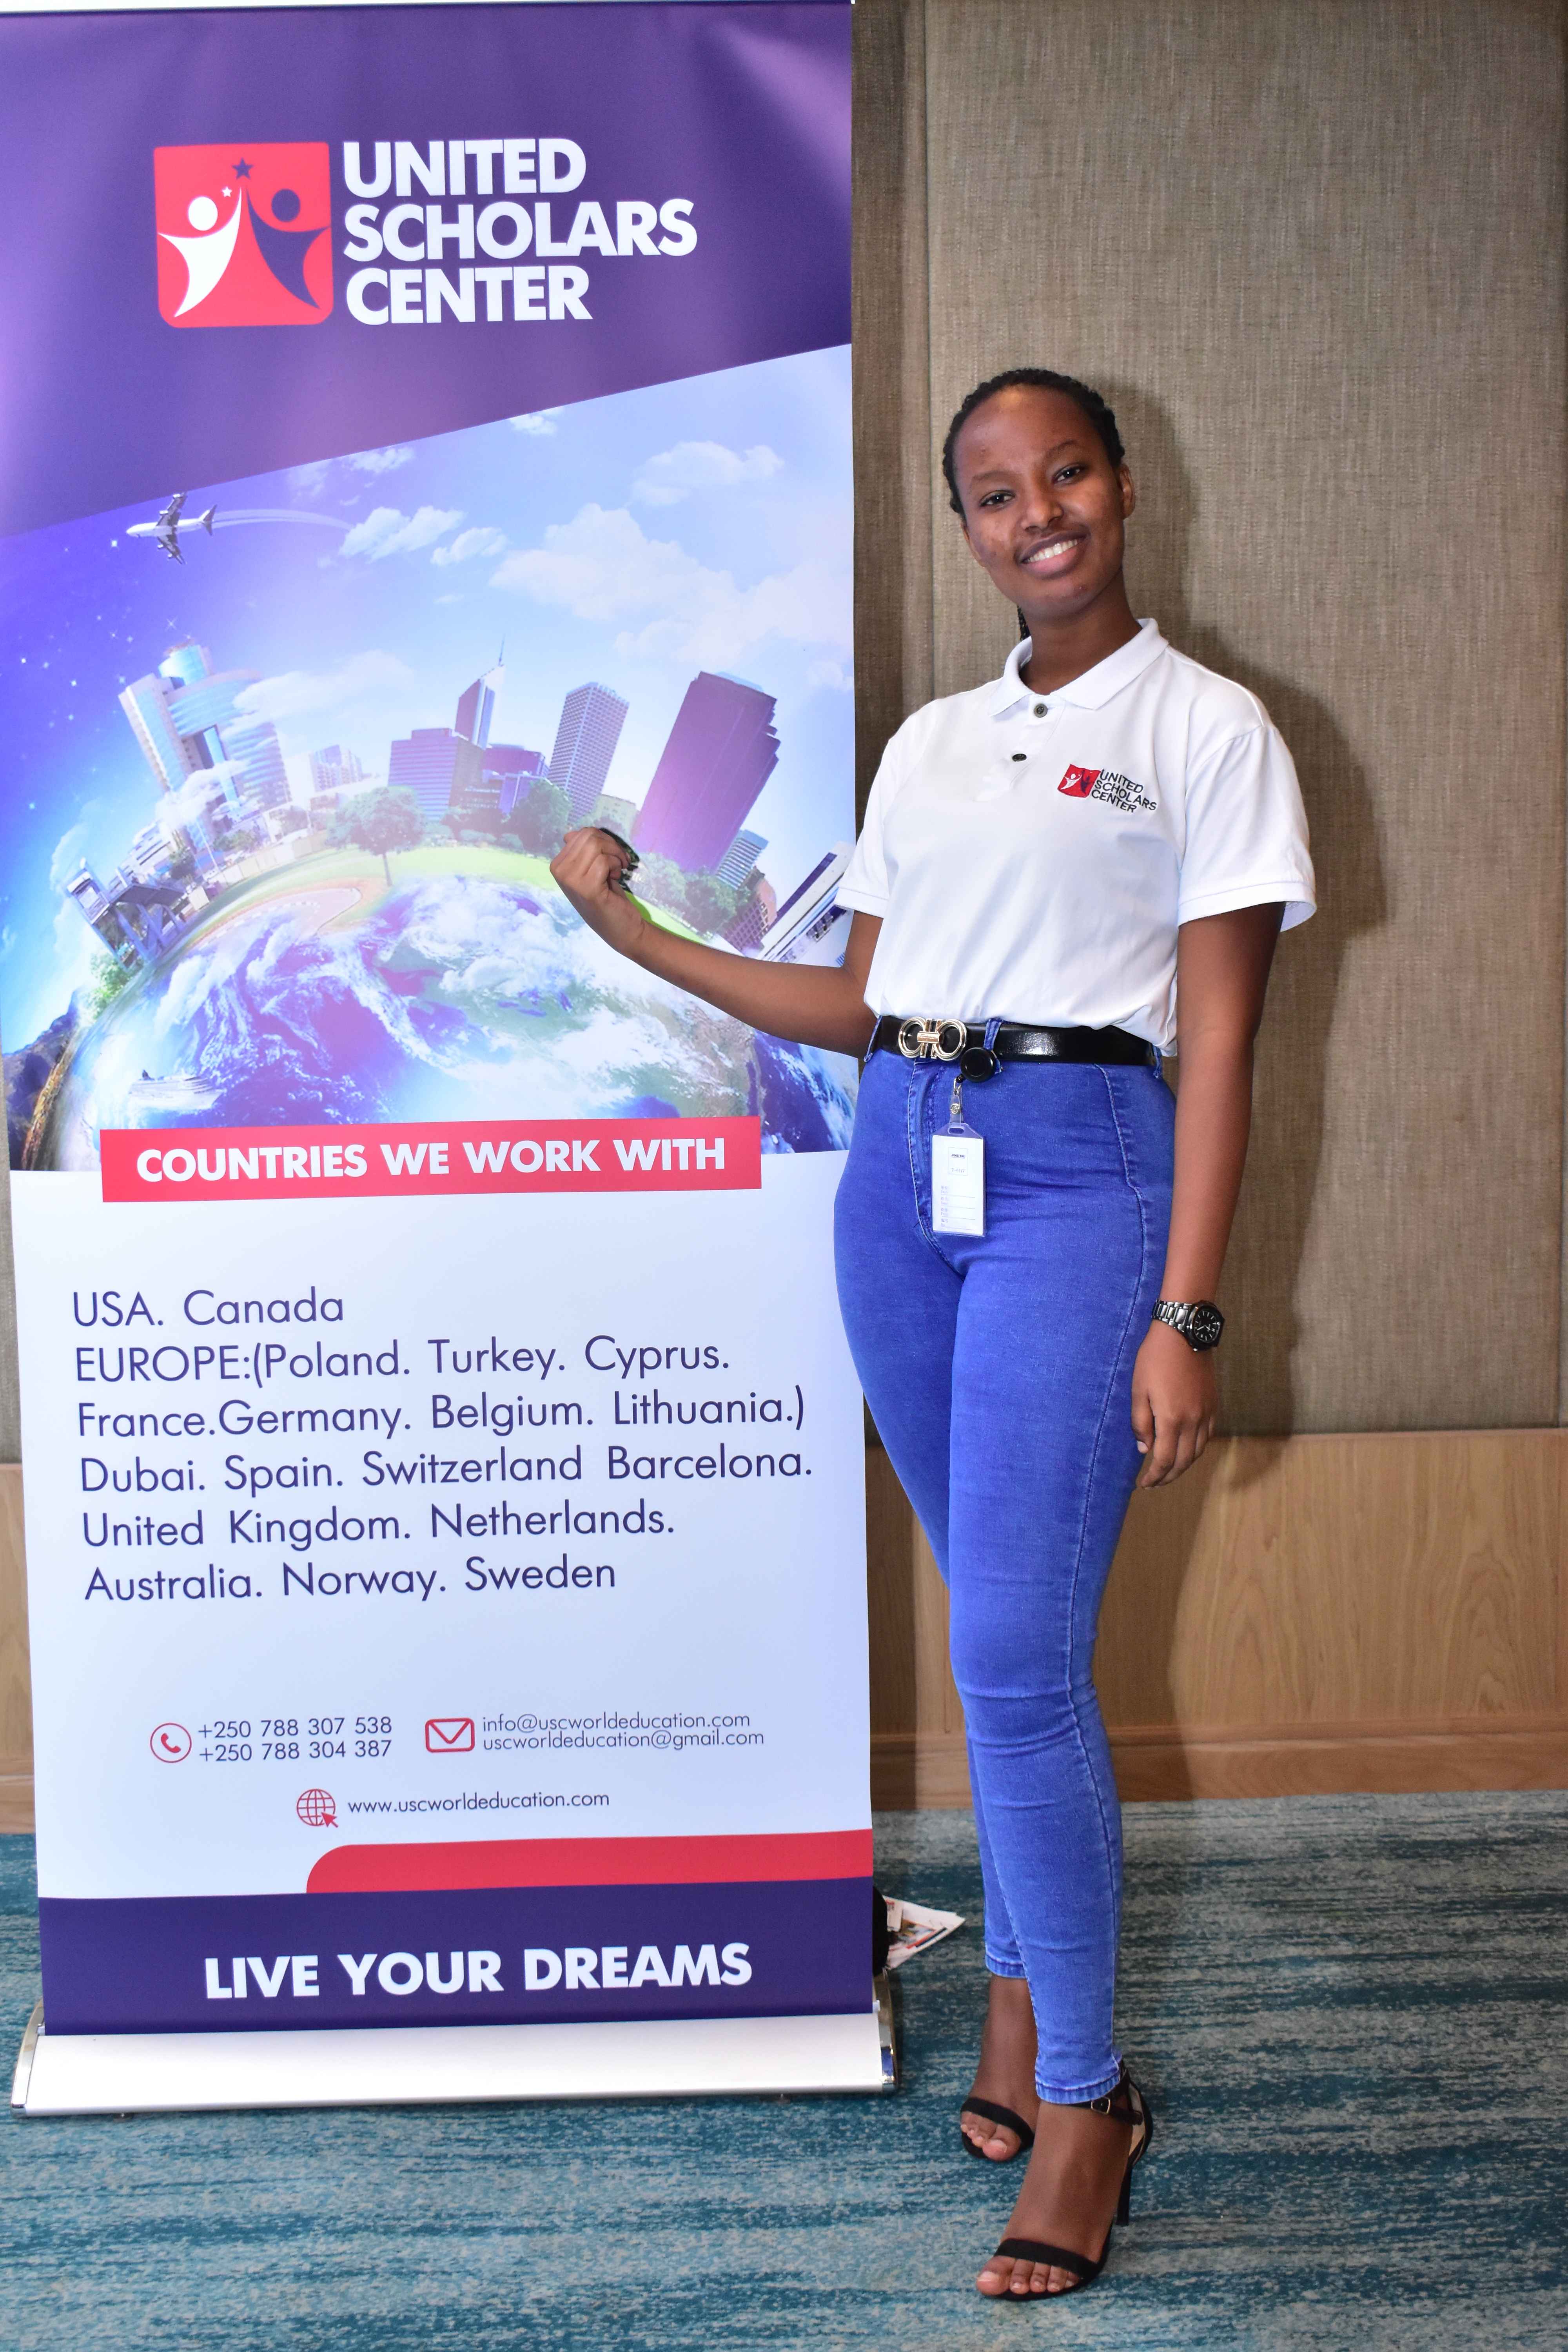 UNITED
SCHOLARS
CENTER
UNITED
SCHOLARS
CENTER
COUNTRIES WE WORK WITH
USA. Canada
EUROPE:(Poland. Turkey. Cyprus.
France.Germany. Belgium. Lithuania.)
Dubai. Spain. Switzerland Barcelona.
United Kingdom. Netherlands.
Australia. Norway. Sweden
+250 788 307 538
+250 788 304 387
info@uscworldeducation.com
uscworldeducation@gmail.com
www.uscworldeducation.com
LIVE YOUR DREAMS